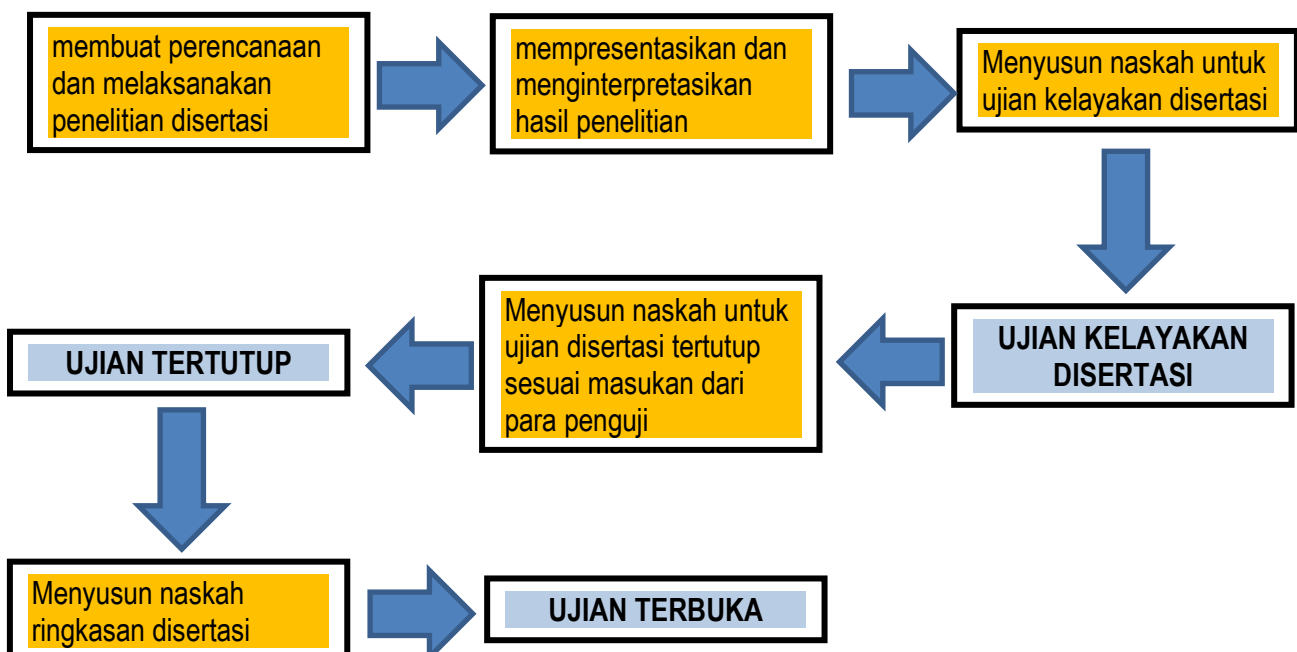 membuat perencanaan
dan melaksanakan
penelitian disertasi
mempresentasikan dan
menginterpretasikan
hasil penelitian
Menyusun naskah untuk
ujian kelayakan disertasi
UJIAN KELAYAKAN
DISERTASI
Menyusun naskah untuk
ujian disertasi tertutup
sesuai masukan dari
para penguji
UJIAN TERTUTUP
Menyusun naskah
ringkasan disertasi
UJIAN TERBUKA